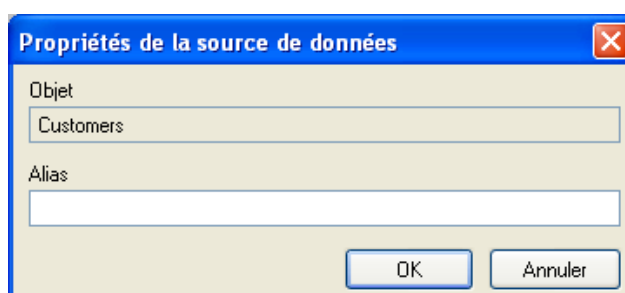 Propriétés de la source de données
Objet
Customers
Alias
OK Annuler